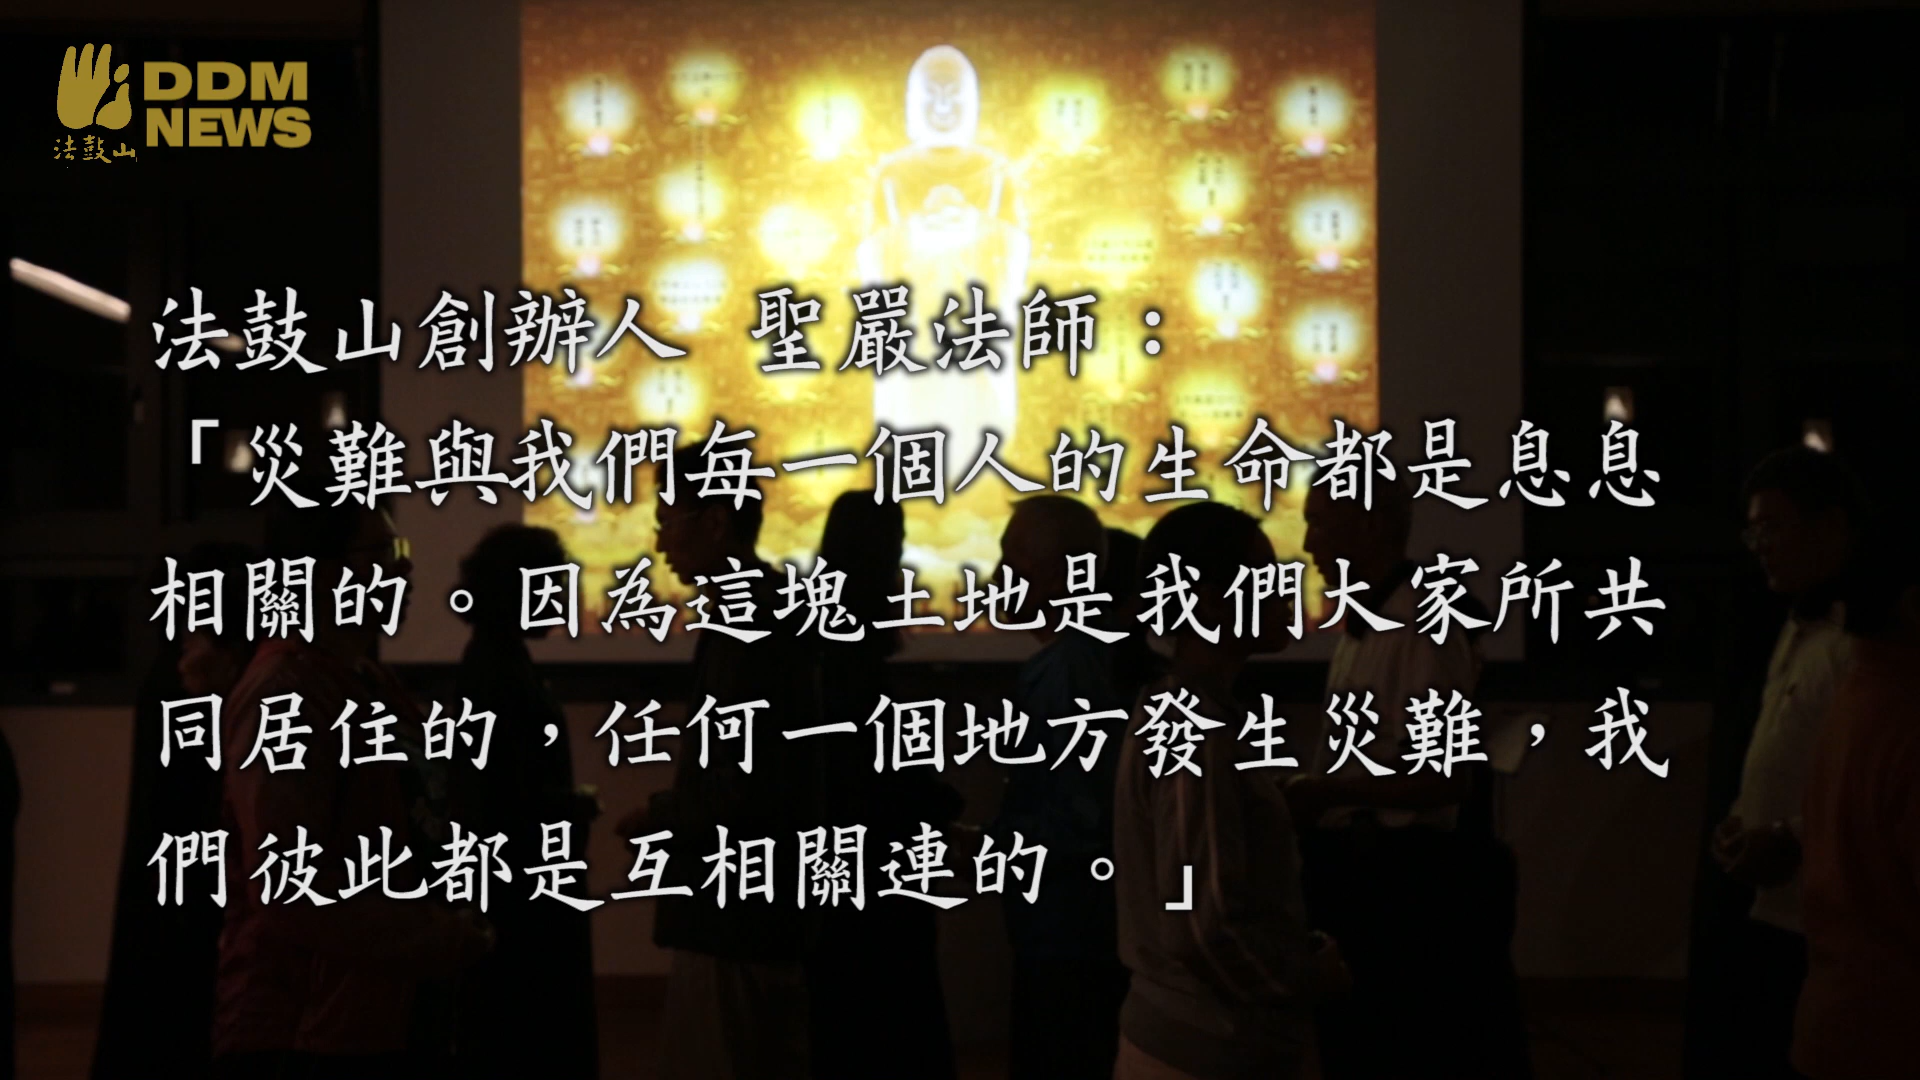 法鼓山
DDM
NEWS
法鼓山創辦人 聖嚴法師：
「災難與我們每一個人的生命都是息息
相關的。因為這塊土地是我們大家所共
同居住的，任何一個地方發生災難，我
們彼此都是互相關連的。」